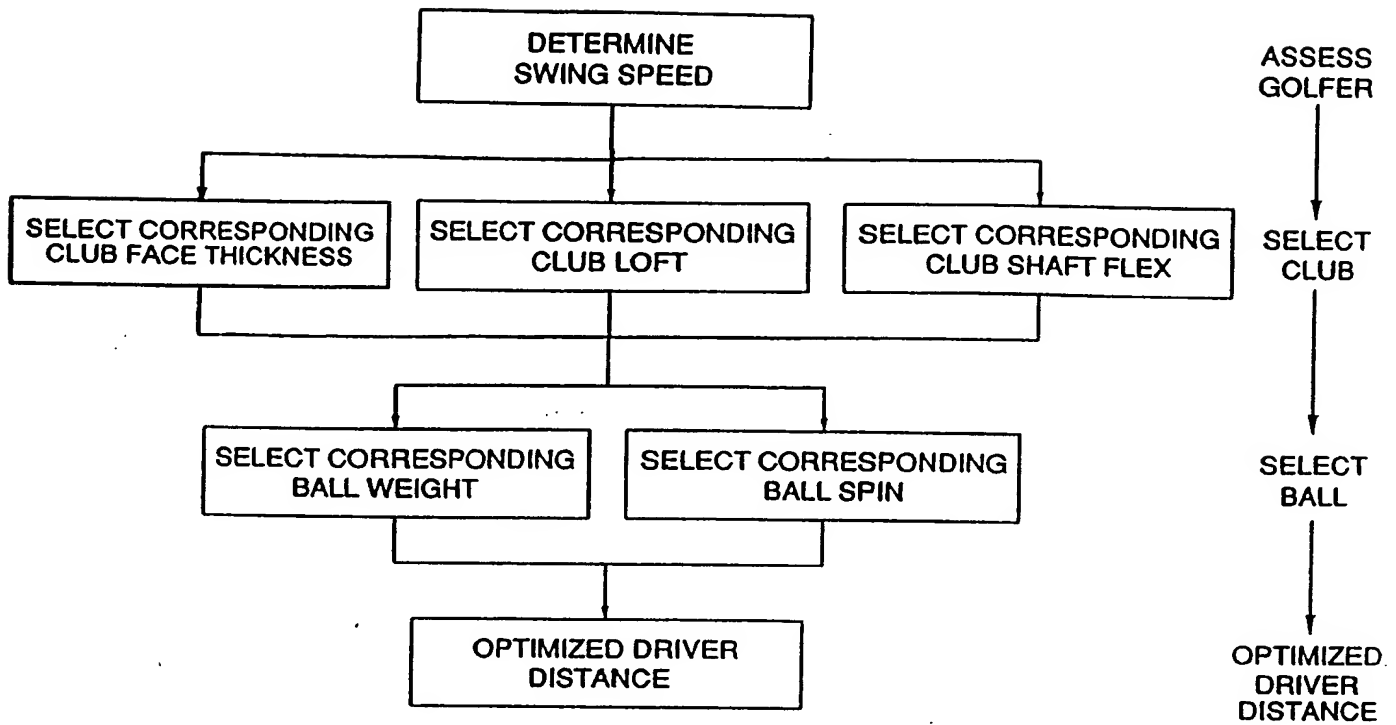 DETERMINE
SWING SPEED
ASSESS
GOLFER
SELECT CORRESPONDING
CLUB FACE THICKNESS
SELECT CORRESPONDING
CLUB LOFT
SELECT CORRESPONDING
CLUB SHAFT FLEX
SELECT
CLUB
SELECT CORRESPONDING
BALL WEIGHT
SELECT CORRESPONDING
BALL SPIN
SELECT
BALL
OPTIMIZED DRIVER
DISTANCE
OPTIMIZED
DRIVER
DISTANCE